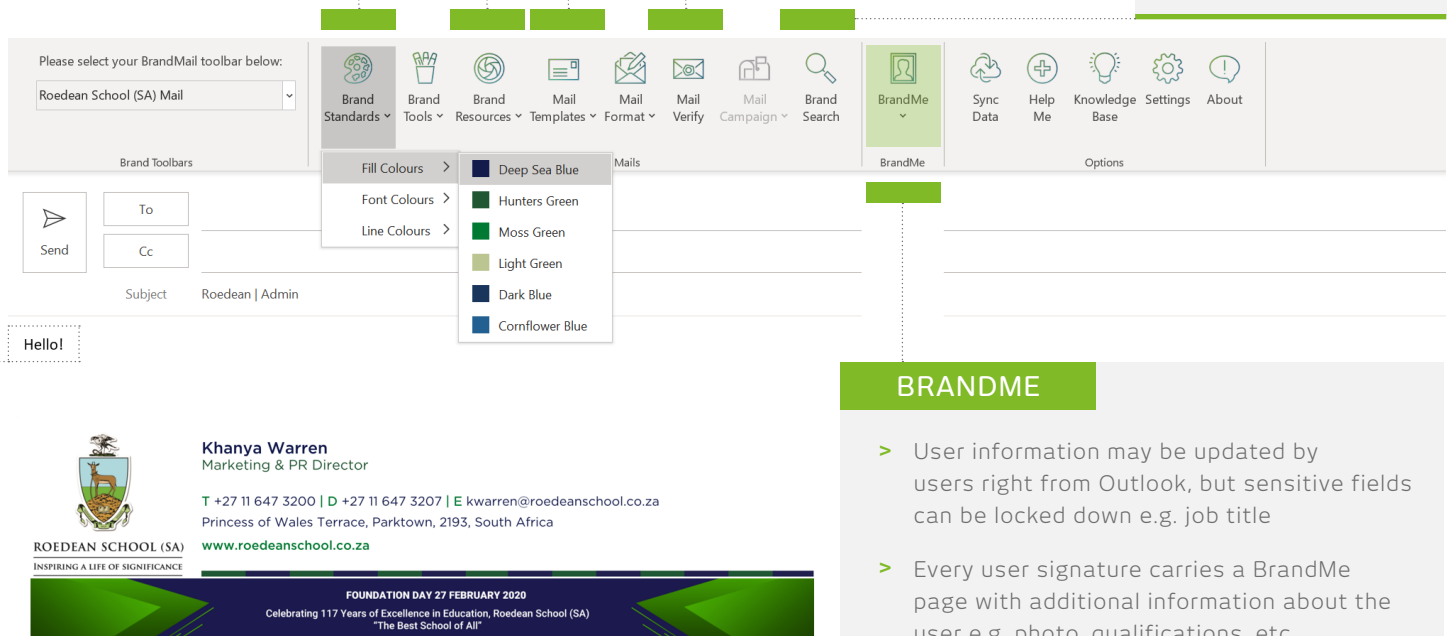 Please select your BrandMail toolbar below:
Roedean School (SA) Mail
Brand Toolbars
Brand Standards
Brand Tools
Brand Resources
Mail Templates
Mail Format
Mail Verify
Mail Campaign
Brand Search
Mails
BrandMe
BrandMe
Sync Data
Help Me
Knowledge Base
Settings
About
Options
Fill Colours
Font Colours
Line Colours
Deep Sea Blue
Hunters Green
Moss Green
Light Green
Dark Blue
Cornflower Blue
Send
To
Cc
Subject
Roedean | Admin
Hello!
ROEDEAN SCHOOL (SA)
INSPIRING A LIFE OF SIGNIFICANCE
Khanya Warren
Marketing & PR Director
T +27 11 647 3200 | D +27 11 647 3207 | E kwarren@roedeanschool.co.za
Princess of Wales Terrace, Parktown, 2193, South Africa
www.roedeanschool.co.za
FOUNDATION DAY 27 FEBRUARY 2020
Celebrating 117 Years of Excellence in Education, Roedean School (SA)
"The Best School of All"
BRANDME
> User information may be updated by
users right from Outlook, but sensitive fields
can be locked down e.g. job title
> Every user signature carries a BrandMe
page with additional information about the
user e.g. photo, qualifications, etc.